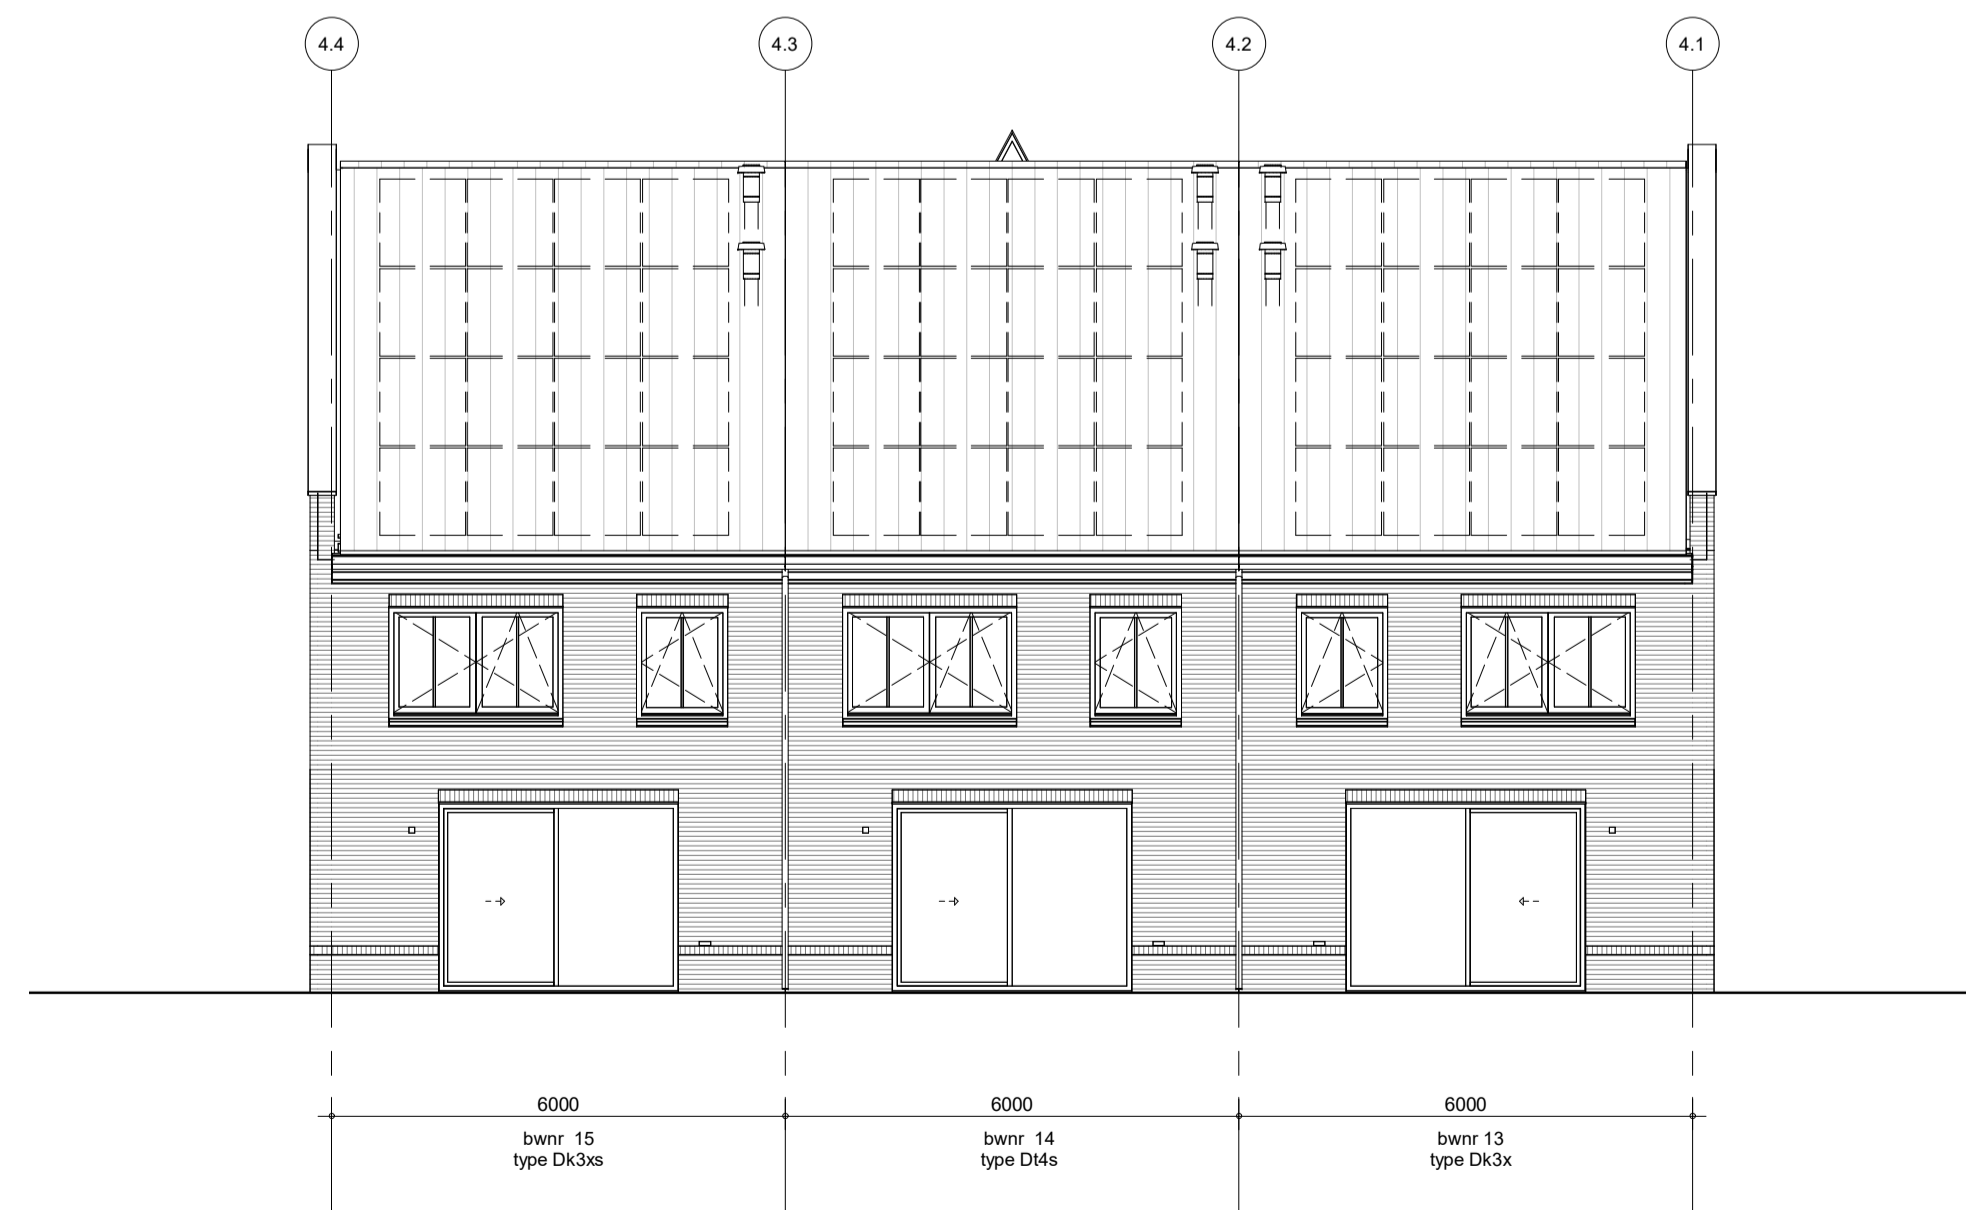 4.4 4.3 4.2 4.1
6000 6000 6000
bwnr 15 bwnr 14 bwnr 13
type Dk3xs type Dt4s type Dk3x